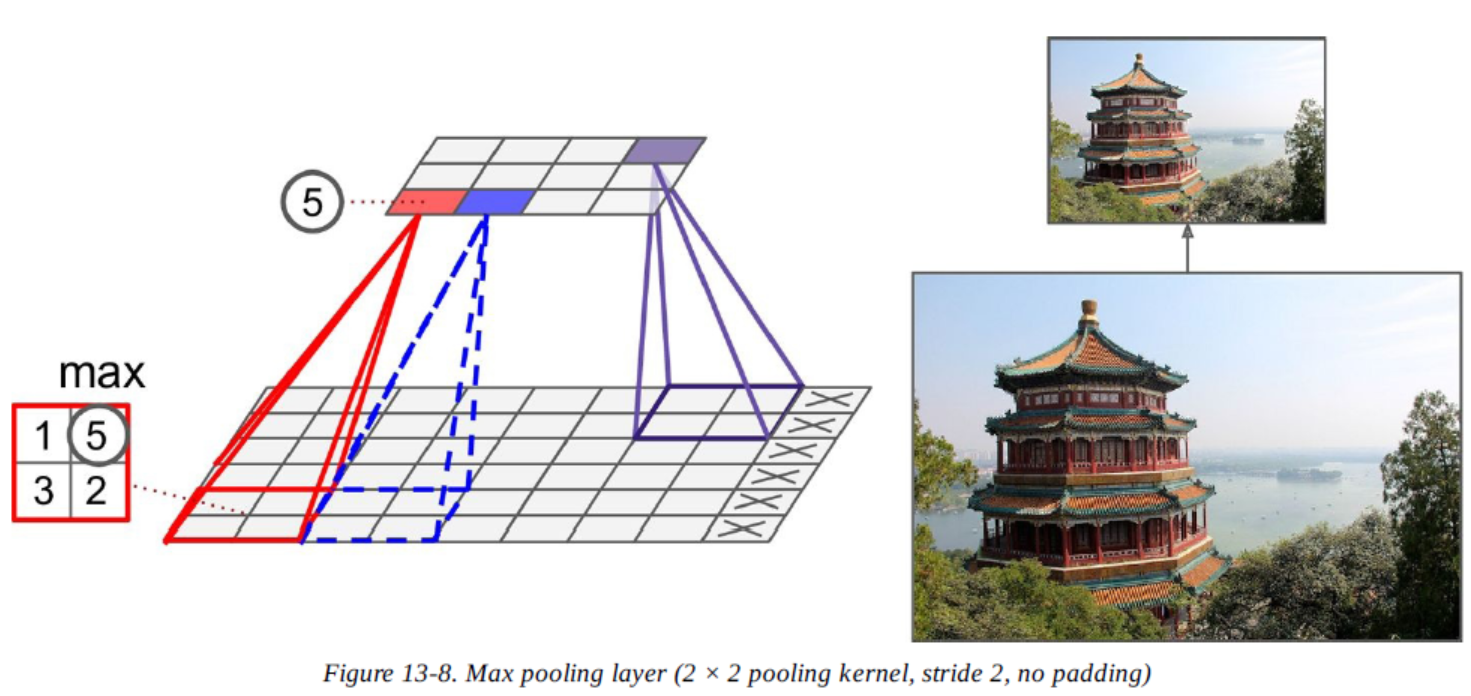 5
max
1 5
3 2
Figure 13-8. Max pooling layer (2 × 2 pooling kernel, stride 2, no padding)